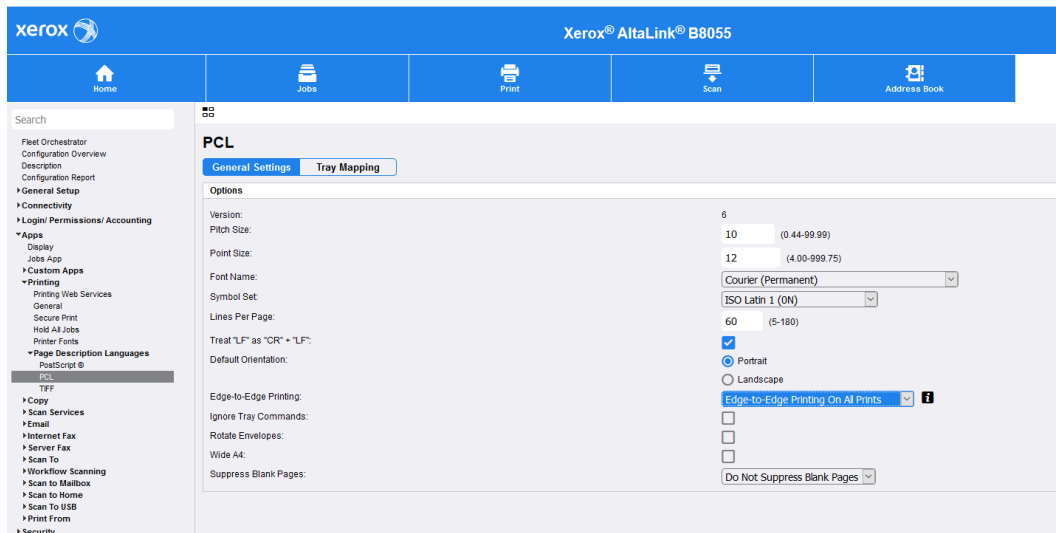 xerox
Xerox® AltaLink® B8055
Home
Jobs
Print
Scan
Address Book
Search
Fleet Orchestrator
Configuration Overview
Description
Configuration Report
General Setup
Connectivity
Login/ Permissions/ Accounting
Apps
Display
Jobs App
Custom Apps
Printing
Printing Web Services
General
Secure Print
Hold All Jobs
Printer Fonts
Page Description Languages
PostScript ®
PCL
TIFF
Copy
Scan Services
Email
Internet Fax
Server Fax
Scan To
Workflow Scanning
Scan to Mailbox
Scan to Home
Scan To USB
Print From
Security
PCL
General Settings Tray Mapping
Options
Version: 6
Pitch Size: 10 (0.44-99.99)
Point Size: 12 (4.00-999.75)
Font Name: Courier (Permanent)
Symbol Set: ISO Latin 1 (0N)
Lines Per Page: 60 (5-180)
Treat "LF" as "CR" + "LF":
Default Orientation: Portrait
Landscape
Edge-to-Edge Printing: Edge-to-Edge Printing On All Prints i
Ignore Tray Commands:
Rotate Envelopes:
Wide A4:
Suppress Blank Pages: Do Not Suppress Blank Pages